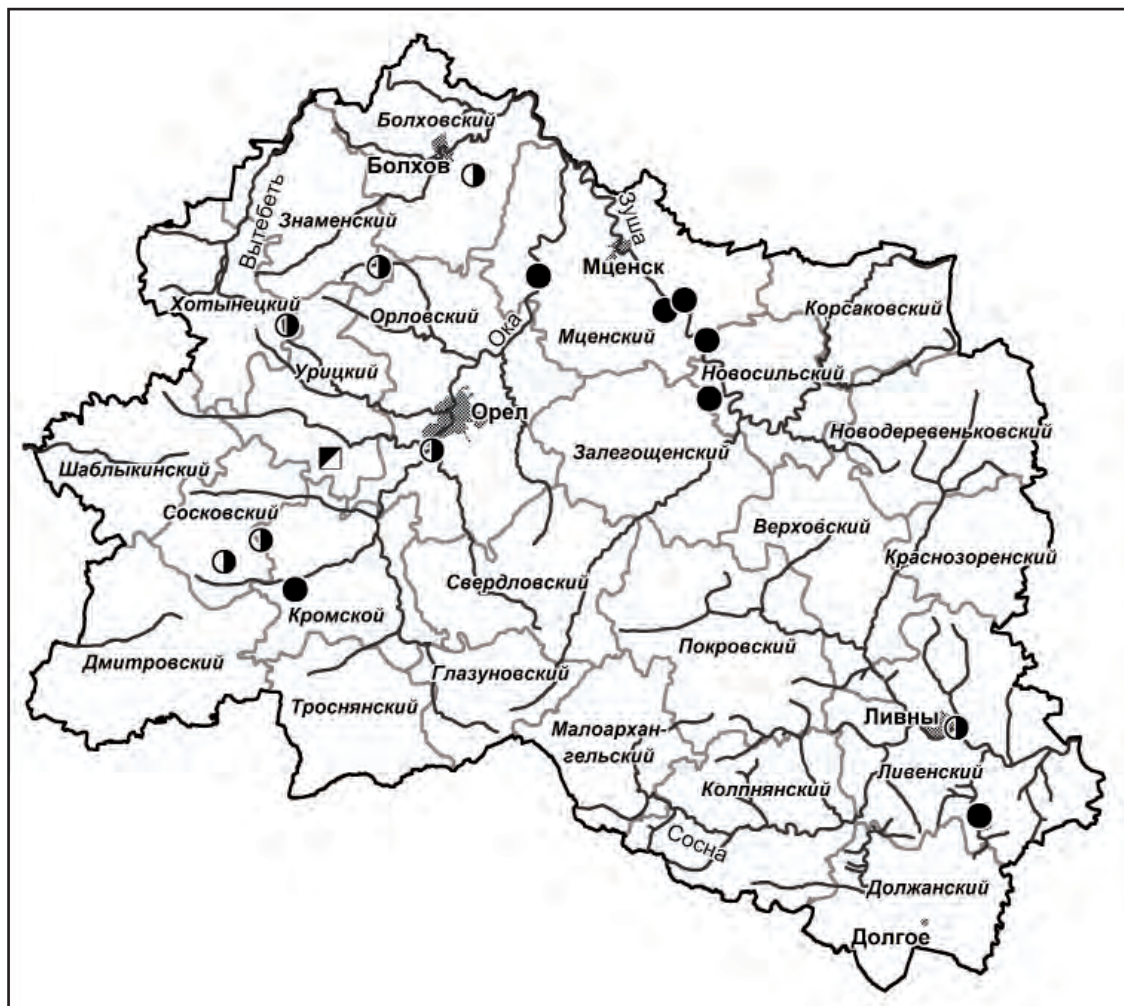 Болховский
Болхов
Вытебеть
Знаменский
Зуша
Мценск
Хотынецкий
Орловский
Ока
Мценский
Корсаковский
Урицкий
Новосильский
Орел
Шаблыкинский
Залегощенский
Новодеревеньковский
Сосковский
Верховский
Краснозоренский
Свердловский
Кромской
Дмитровский
Покровский
Глазуновский
Троснянский
Ливны
Малоархан-
гельский
Ливенский
Колпнянский
Сосна
Должанский
Долгое